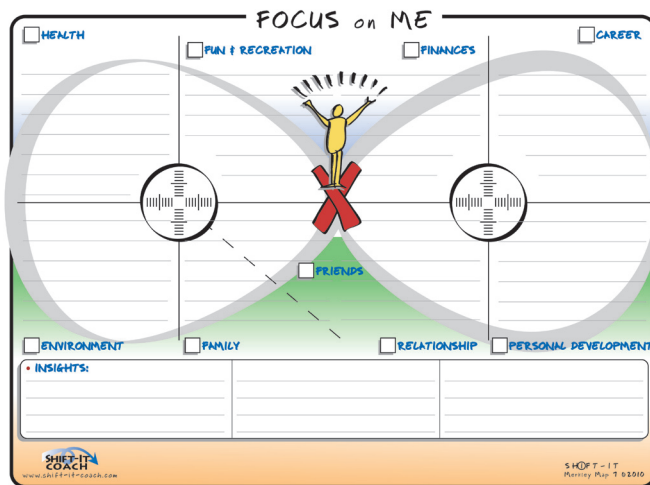 FOCUS on ME
HEALTH
CAREER
FUN & RECREATION
FINANCES
FRIENDS
ENVIRONMENT
FAMILY
RELATIONSHIP
PERSONAL DEVELOPMENT
• INSIGHTS:
SHIFT-IT
COACH
www.shift-it-coach.com
SHIFT-IT
Map 7 ©2010